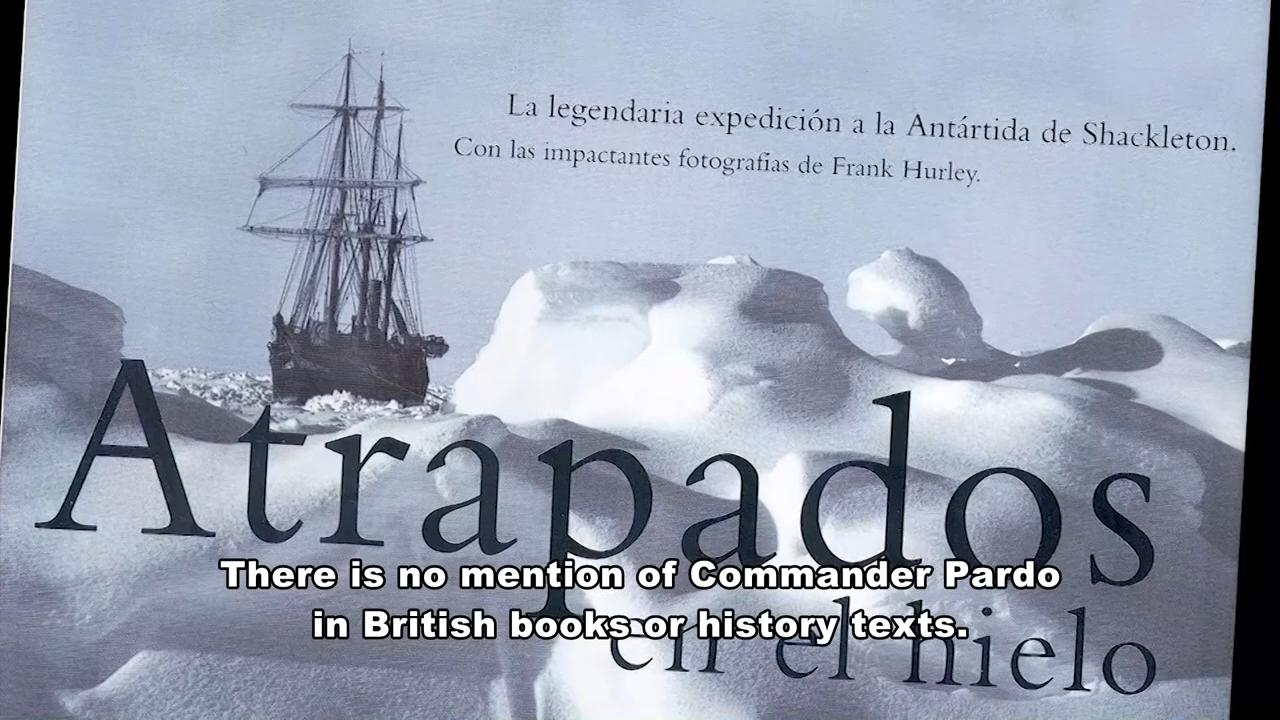 La legendaria expedición a la Antártida de Shackleton.
Con las impactantes fotografías de Frank Hurley.
Atrapados
en el hielo
There is no mention of Commander Pardo
in British books or history texts.